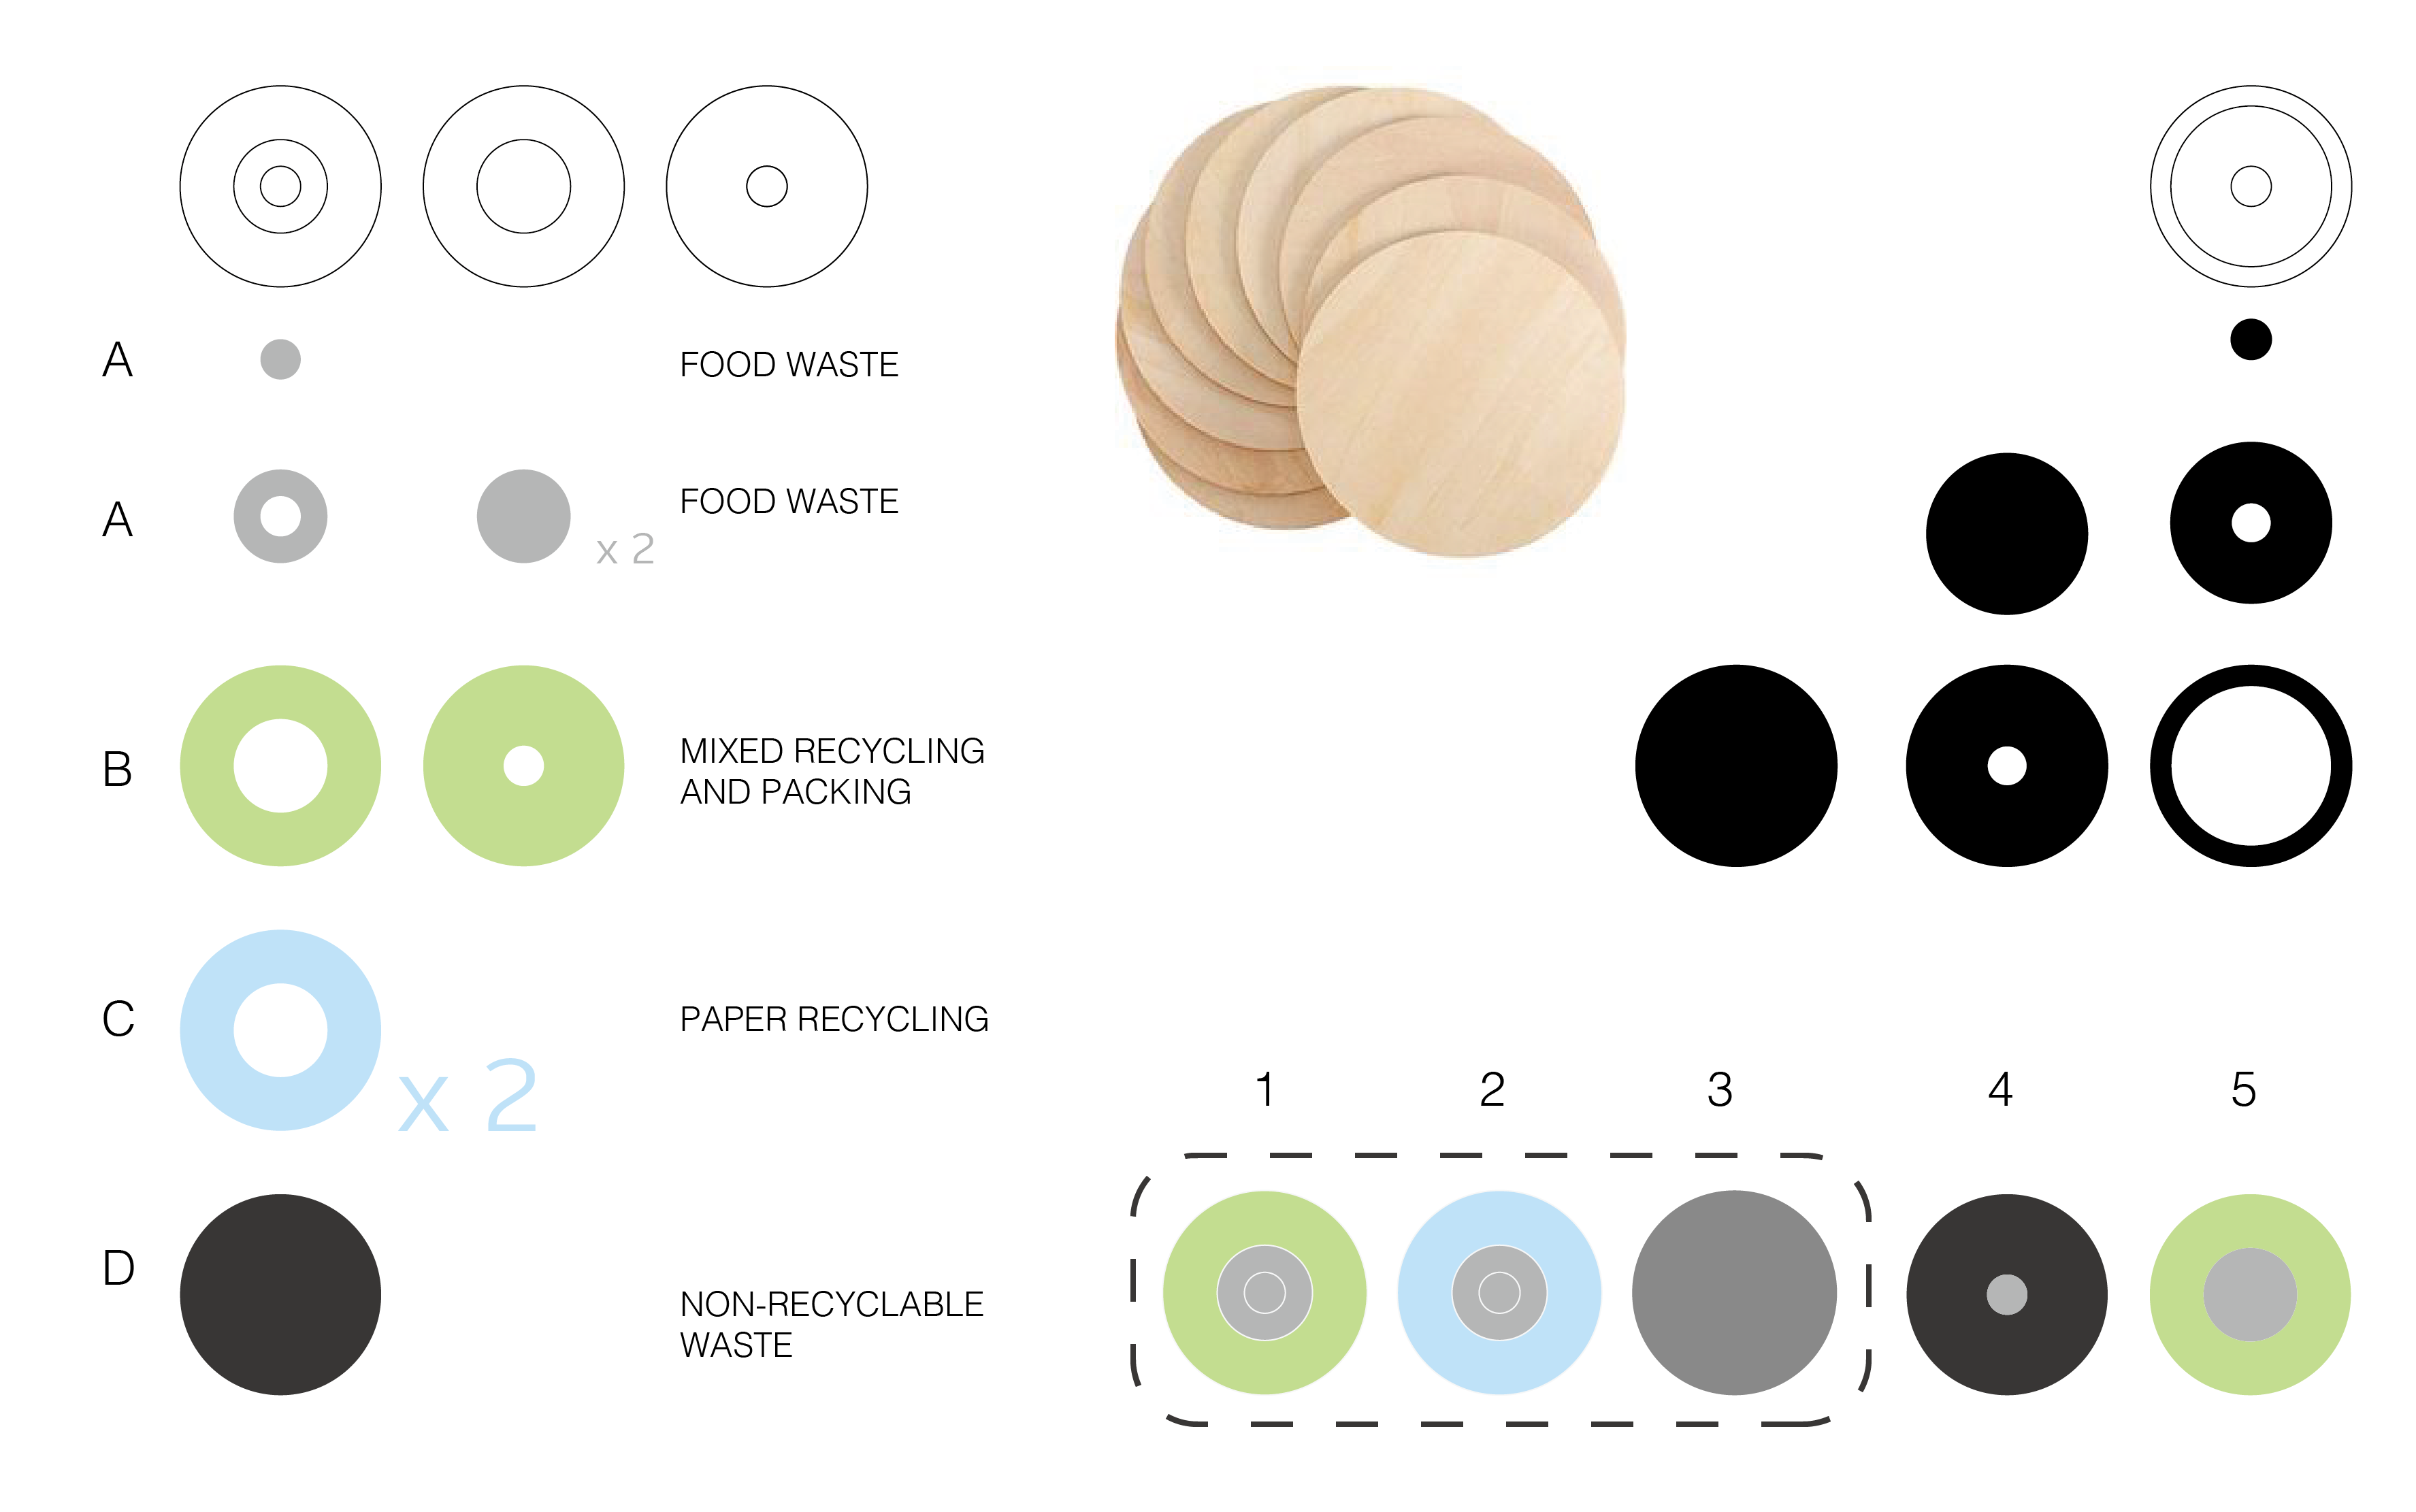 A
FOOD WASTE
A
x 2
FOOD WASTE
B
MIXED RECYCLING
AND PACKING
C
x 2
PAPER RECYCLING
D
NON-RECYCLABLE
WASTE
1 2 3 4 5